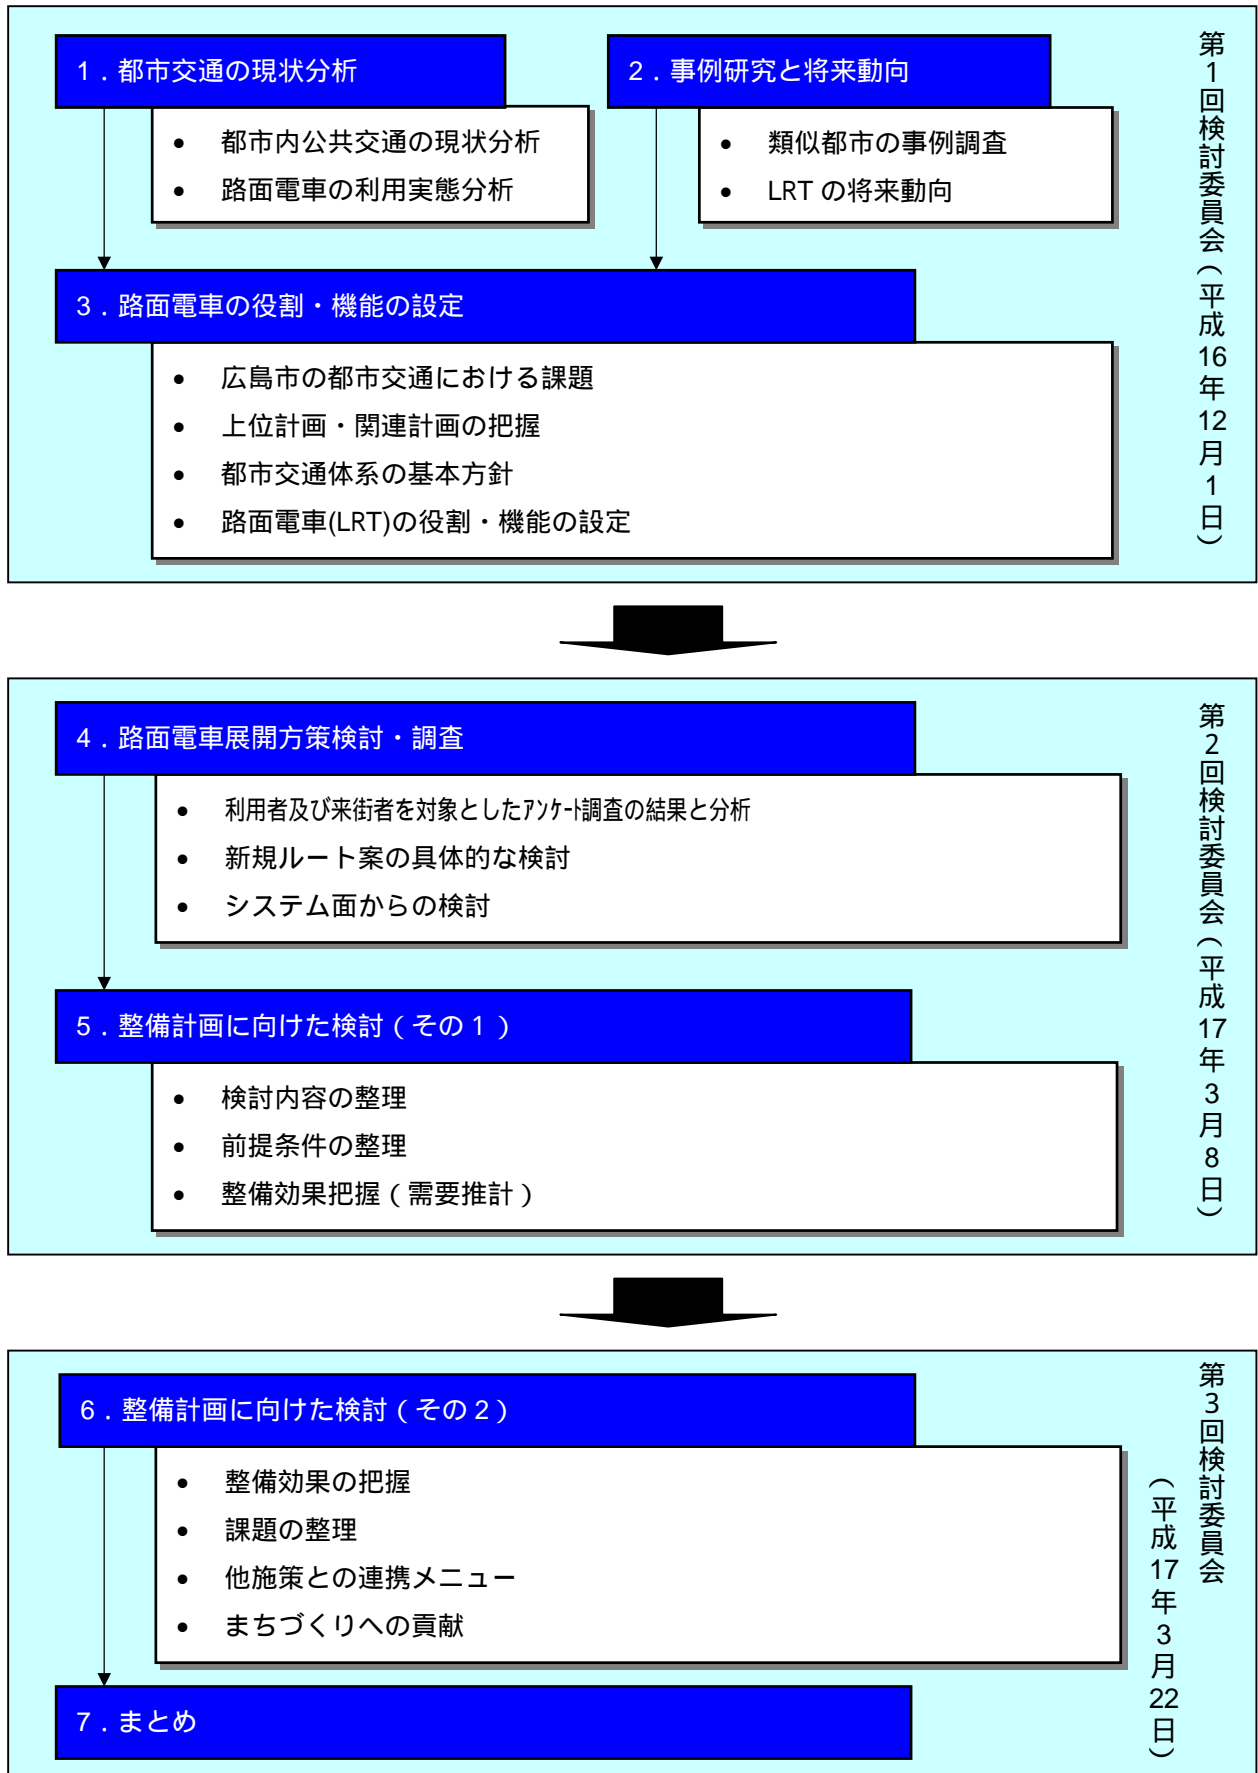 1．都市交通の現状分析
2．事例研究と将来動向
• 都市内公共交通の現状分析
• 路面電車の利用実態分析
• 類似都市の事例調査
• LRT の将来動向
3．路面電車の役割・機能の設定
• 広島市の都市交通における課題
• 上位計画・関連計画の把握
• 都市交通体系の基本方針
• 路面電車(LRT)の役割・機能の設定
第1回検討委員会（平成16年12月1日）
4．路面電車展開方策検討・調査
• 利用者及び来街者を対象としたｱﾝｹｰﾄ調査の結果と分析
• 新規ルート案の具体的な検討
• システム面からの検討
5．整備計画に向けた検討（その1）
• 検討内容の整理
• 前提条件の整理
• 整備効果把握（需要推計）
第2回検討委員会（平成17年3月8日）
6．整備計画に向けた検討（その2）
• 整備効果の把握
• 課題の整理
• 他施策との連携メニュー
• まちづくりへの貢献
7．まとめ
第3回検討委員会
（平成17年3月22日）